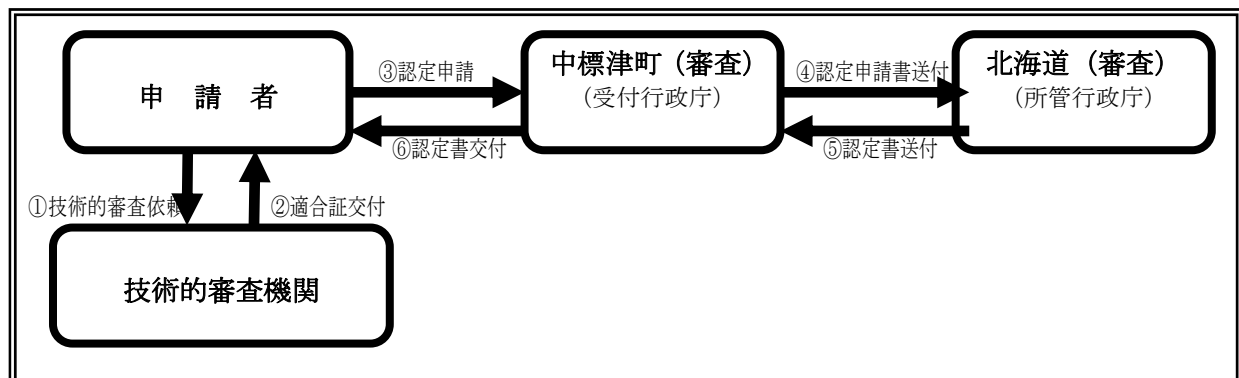 申 請 者
③認定申請
中標津町（審査）
（受付行政庁）
④認定申請書送付
北海道（審査）
（所管行政庁）
⑥認定書交付
⑤認定書送付
①技術的審査依頼
②適合証交付
技術的審査機関